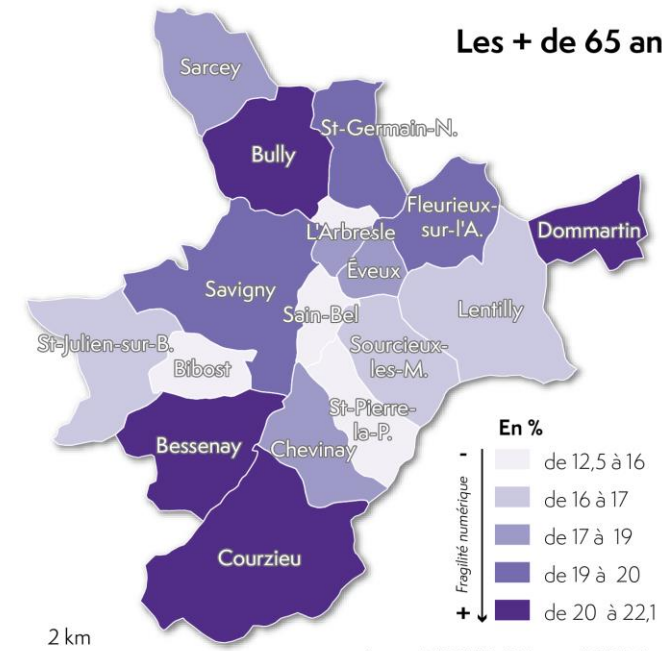 Les + de 65 an
Sarcey
St-Germain-N.
Bully
Fleurieux-
sur-l'A.
Dommartin
L'Arbresle
Éveux
Savigny
Lentilly
Sain-Bel
St-Julien-sur-B.
Sourcieux-
les-M.
Bibost
St-Pierre-
la-P.
Bessenay
Chevinay
Courzieu
En %
-
Fragilité numérique
+
de 12,5 à 16
de 16 à 17
de 17 à 19
de 19 à 20
de 20 à 22,1
2 km